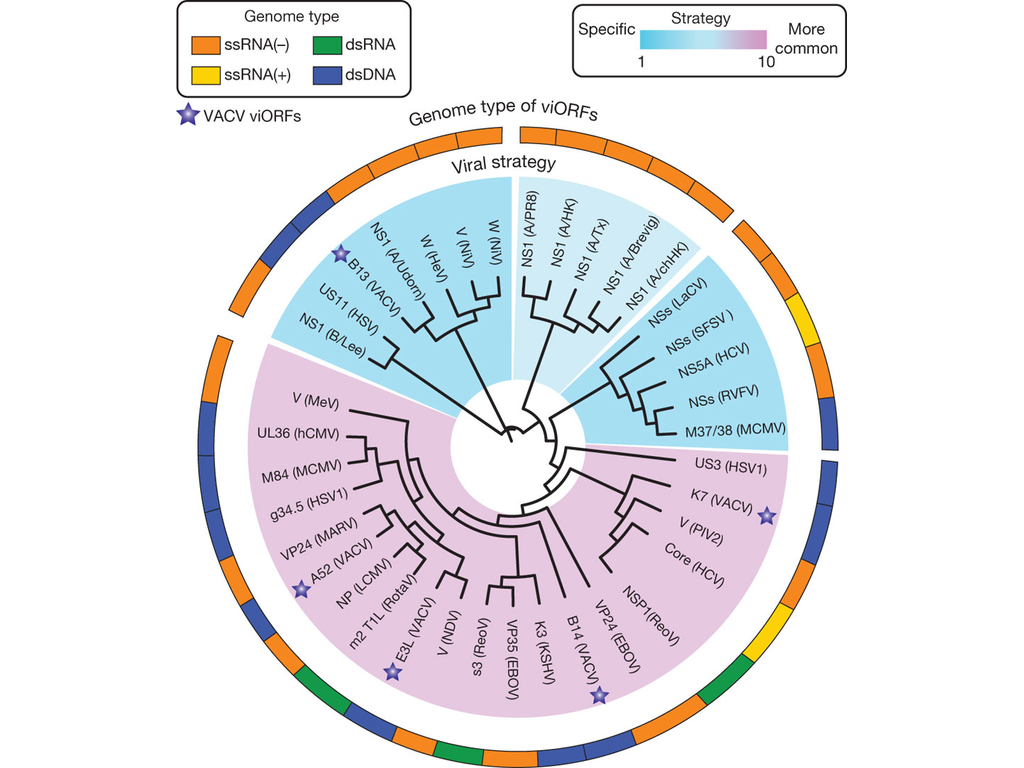 Genome type
ssRNA(–)
dsRNA
ssRNA(+)
dsDNA
VACV viORFs
Strategy
Specific
More
common
1
10
Genome type of viORFs
Viral strategy
NS1 (A/PR8)
NS1 (A/HK)
NS1 (A/Tx)
NS1 (A/Brevig)
NS1 (A/chHK)
NSs (LaCV)
NSs (SFSV )
NS5A (HCV)
NSs (RVFV)
M37/38 (MCMV)
US3 (HSV1)
K7 (VACV)
V (PIV2)
Core (HCV)
NSP1(ReoV)
VP24 (EBOV)
B14 (VACV)
K3 (KSHV)
VP35 (EBOV)
s3 (ReoV)
V (NDV)
E3L (VACV)
m2 T1L (RotaV)
NP (LCMV)
A52 (VACV)
VP24 (MARV)
g34.5 (HSV1)
M84 (MCMV)
UL36 (hCMV)
V (MeV)
NS1 (B/Lee)
US11 (HSV)
B13 (VACV)
NS1 (A/Udorn)
W (HeV)
V (NiV)
W (NiV)